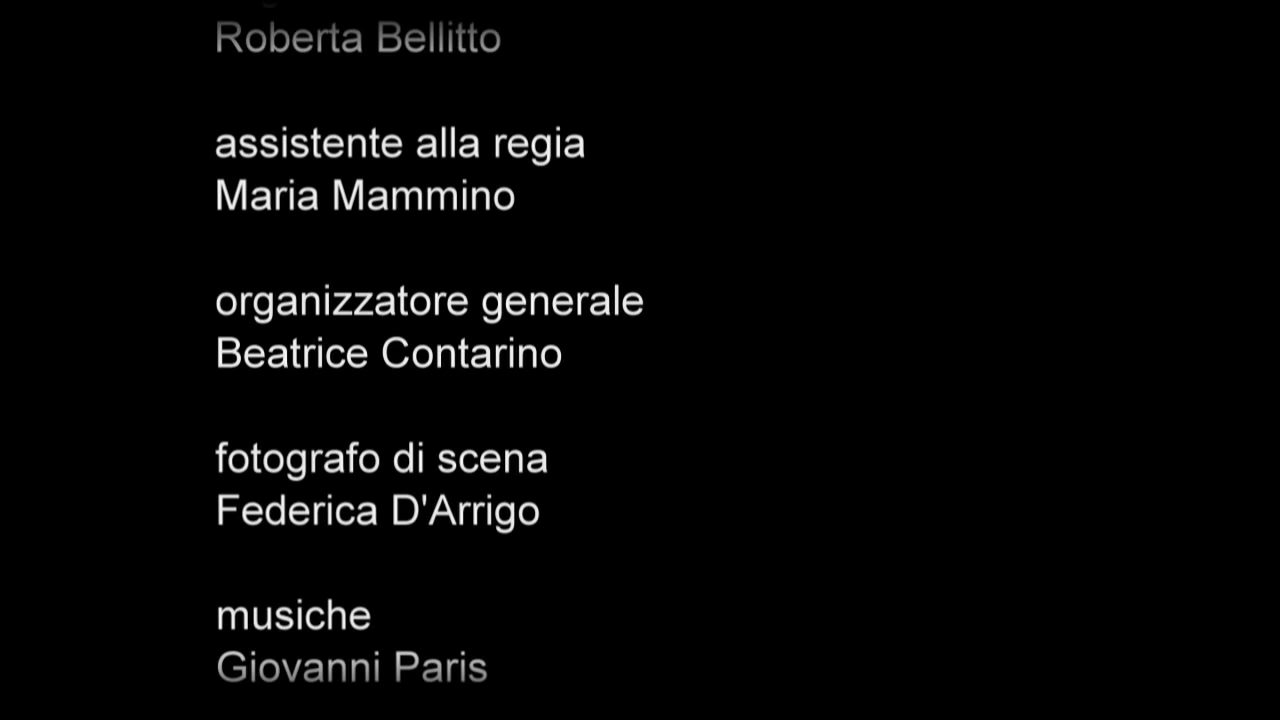 Roberta Bellitto
assistente alla regia
Maria Mammino
organizzatore generale
Beatrice Contarino
fotografo di scena
Federica D'Arrigo
musiche
Giovanni Paris